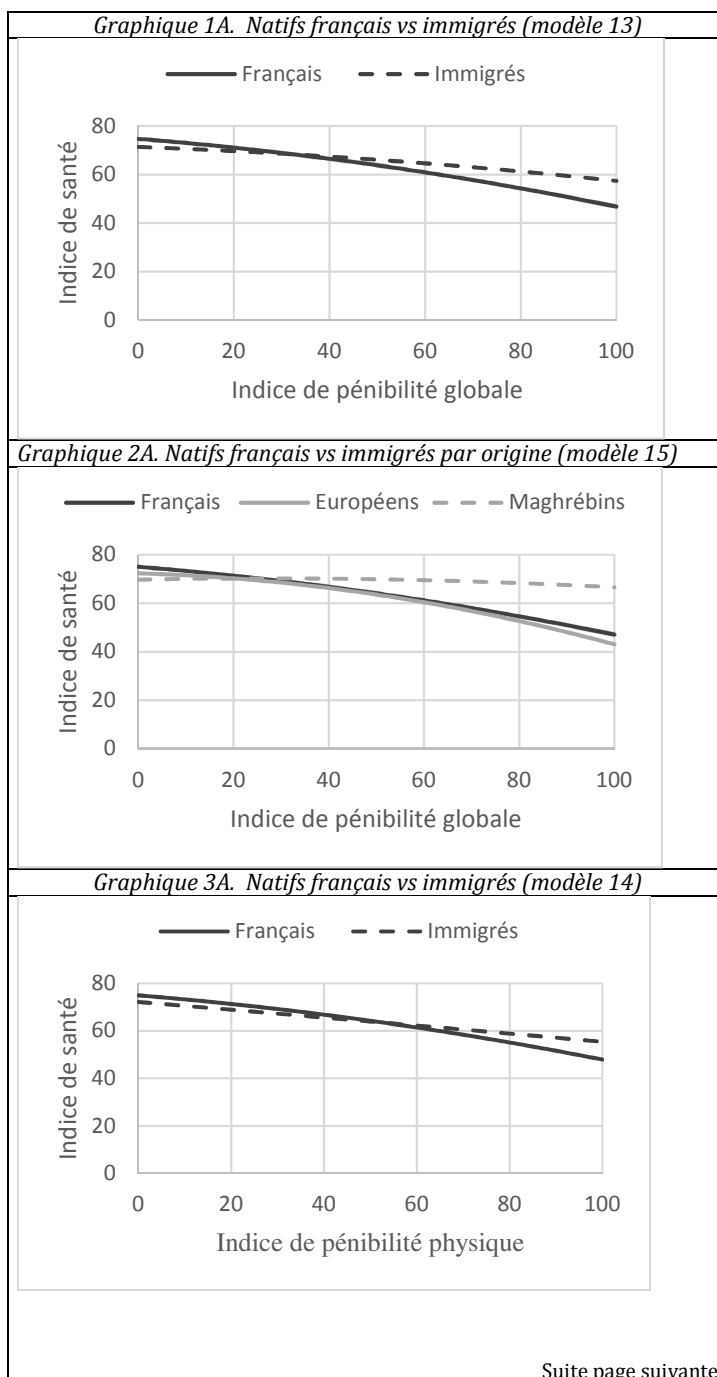 Graphique 1A. Natifs français vs immigrés (modèle 13)
Français Immigrés
80
60
40
20
0
Indice de santé
0 20 40 60 80 100
Indice de pénibilité globale
Graphique 2A. Natifs français vs immigrés par origine (modèle 15)
Français Européens Maghrébins
80
60
40
20
0
Indice de santé
0 20 40 60 80 100
Indice de pénibilité globale
Graphique 3A. Natifs français vs immigrés (modèle 14)
Français Immigrés
80
60
40
20
0
Indice de santé
0 20 40 60 80 100
Indice de pénibilité physique
Suite page suivante